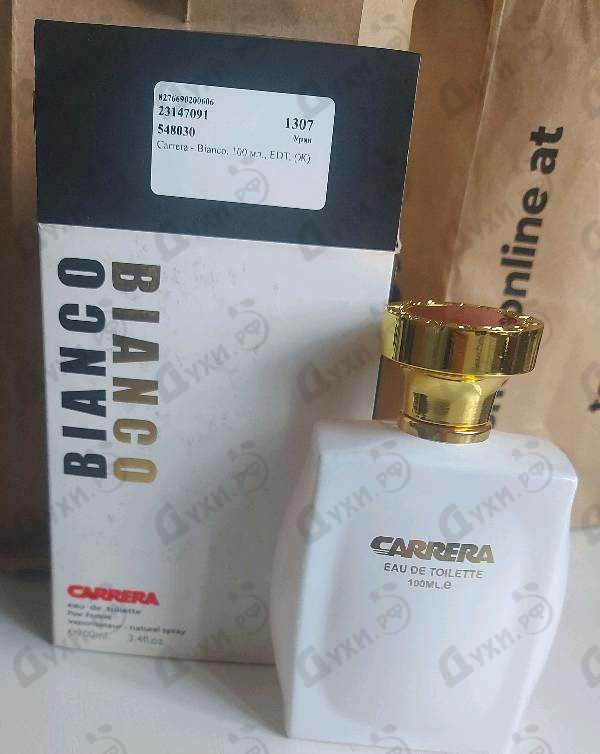 8276690200606
23147091
1307
548030
Уран
Carrera - Bianco, 100 мл., EDT, (Ж)
BIANCO
BIANCO
CARRERA
eau de toilette
Pour Femme
vaporisateur - natural spray
100ml. 3.4fl.oz
online at
CARRERA
EAU DE TOILETTE
100ML.e
ДУХИ.РФ